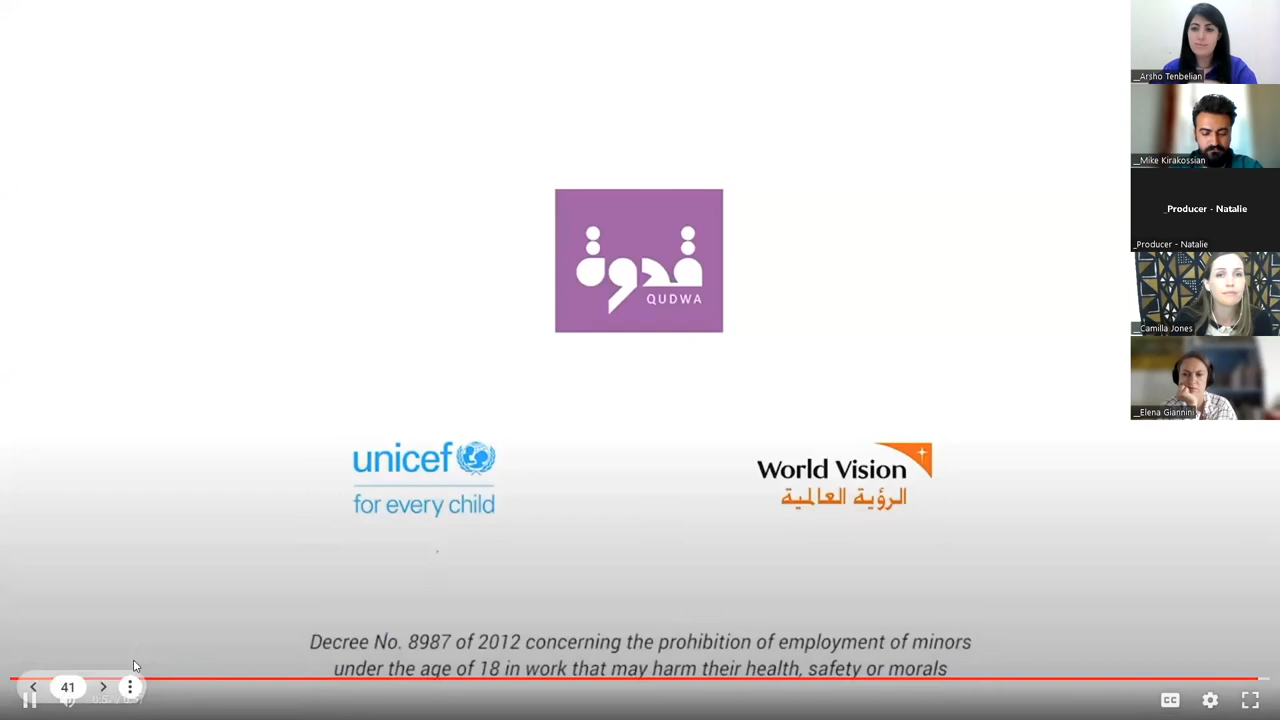 قدوة
QUDWA
unicef
for every child
World Vision
الرؤية العالمية
Decree No. 8987 of 2012 concerning the prohibition of employment of minors
under the age of 18 in work that may harm their health, safety or morals
41
CC
_Arsho Tenbelian
_Mike Kirakossian
_Producer - Natalie
_Producer - Natalie
_Camilla Jones
_Elena Giannini